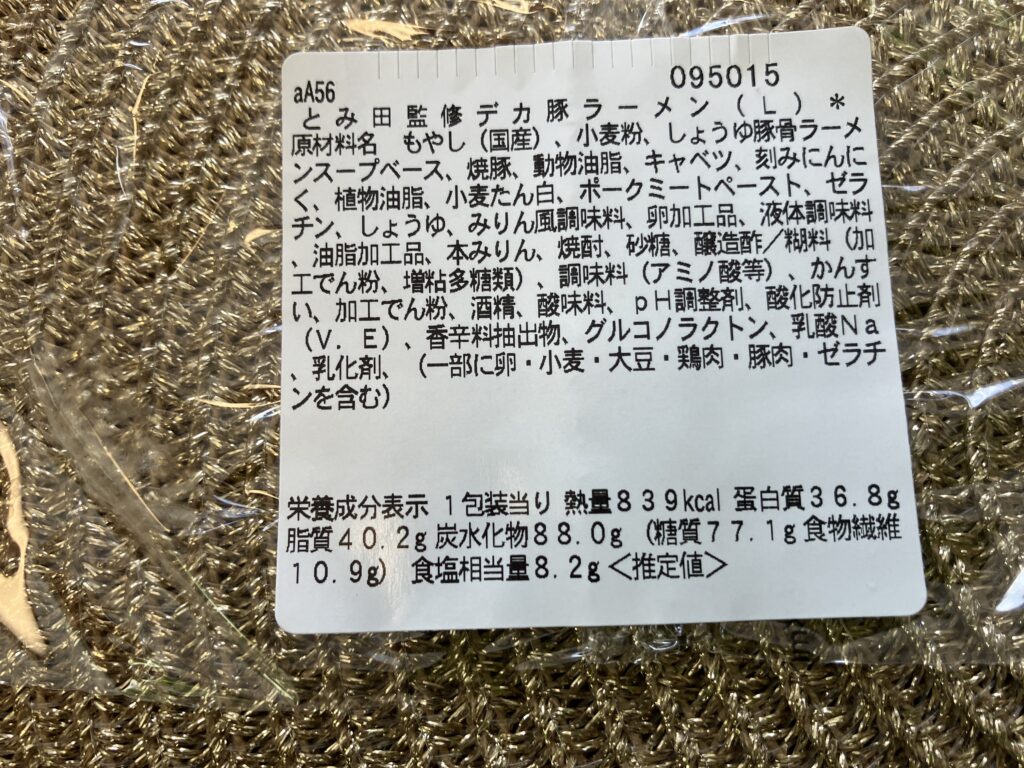 095015
aA56
とみ田監修デカ豚ラーメン(L)*
原材料名 もやし(国産)、小麦粉、しょうゆ豚骨ラーメ
ンスープベース、焼豚、動物油脂、キャベツ、刻みにんに
く、植物油脂、小麦たん白、ポークミートペースト、ゼラ
チン、しょうゆ、みりん風調味料、卵加工品、液体調味料
、油脂加工品、本みりん、焼酎、砂糖、醸造酢/糊料(加
工でん粉、増粘多糖類)、調味料(アミノ酸等)、かんす
い、加工でん粉、酒精、酸味料、pH調整剤、酸化防止剤
(V.E)、香辛料抽出物、グルコノラクトン、乳酸Na
、乳化剤、(一部に卵・小麦・大豆・鶏肉・豚肉・ゼラチ
ンを含む)
栄養成分表示 1包装当り 熱量839kcal 蛋白質36.8g
脂質40.2g 炭水化物88.0g (糖質77.1g 食物繊維
10.9g) 食塩相当量8.2g <推定値>